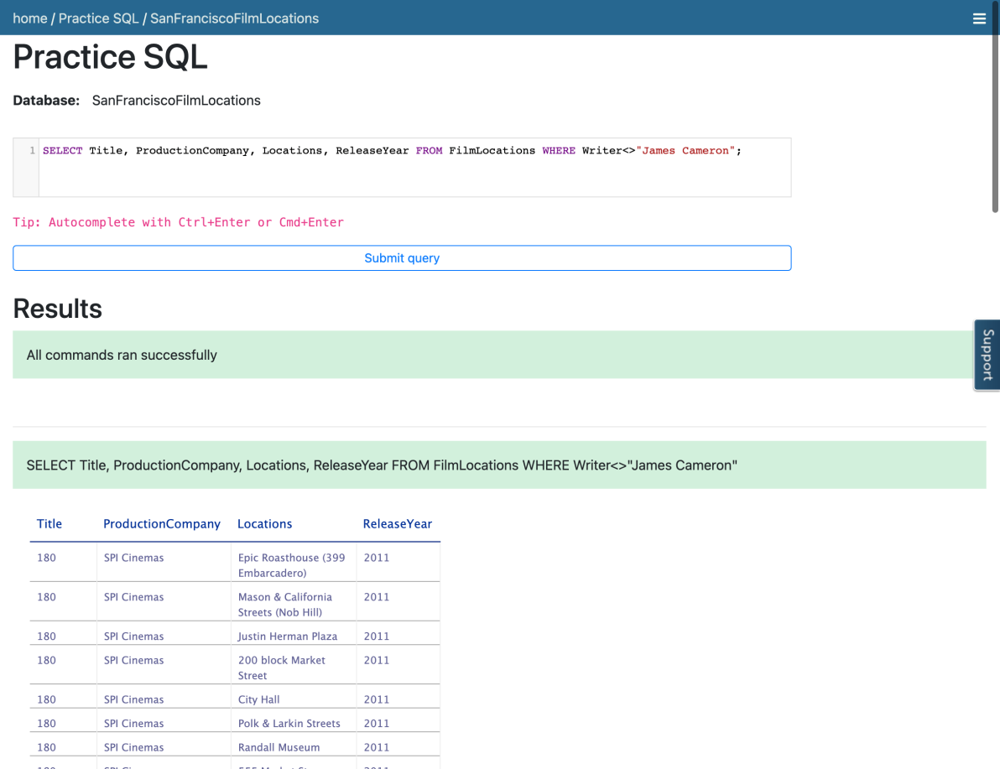 home / Practice SQL / SanFranciscoFilmLocations
Practice SQL
Database: SanFranciscoFilmLocations
1 SELECT Title, ProductionCompany, Locations, ReleaseYear FROM FilmLocations WHERE Writer<>"James Cameron";
Tip: Autocomplete with Ctrl+Enter or Cmd+Enter
Submit query
Results
All commands ran successfully
Support
SELECT Title, ProductionCompany, Locations, ReleaseYear FROM FilmLocations WHERE Writer<>"James Cameron"
Title ProductionCompany Locations ReleaseYear
180 SPI Cinemas Epic Roasthouse (399 2011
Embarcadero)
180 SPI Cinemas Mason & California 2011
Streets (Nob Hill)
180 SPI Cinemas Justin Herman Plaza 2011
180 SPI Cinemas 200 block Market 2011
Street
180 SPI Cinemas City Hall 2011
180 SPI Cinemas Polk & Larkin Streets 2011
180 SPI Cinemas Randall Museum 2011